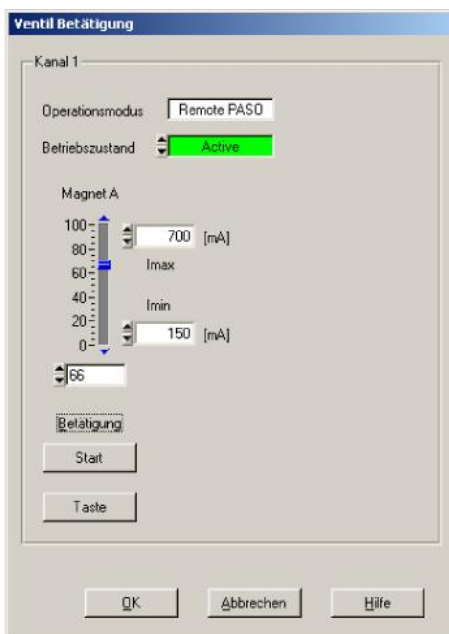 Ventil Betätigung
Kanal 1
Operationsmodus Remote PASO
Betriebszustand Active
Magnet A
100
80
60
40
20
0
700 [mA]
Imax
Imin
150 [mA]
66
Betätigung
Start
Taste
OK Abbrechen Hilfe